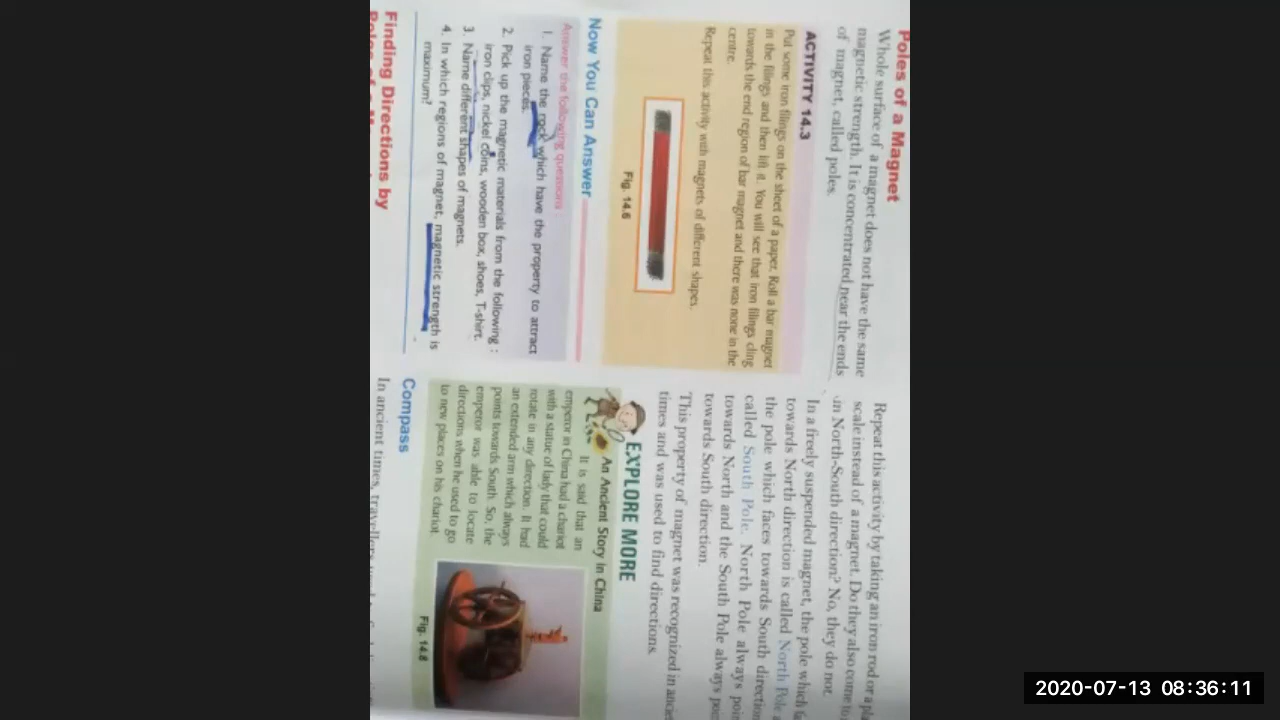 Poles of a Magnet
Whole surface of a magnet does not have the same
magnetic strength. It is concentrated near the ends
of magnet, called poles.
ACTIVITY 14.3
Put some iron filings on the sheet of a paper. Roll a bar magnet
in the filings and then lift it. You will see that iron filings cling
towards the end region of bar magnet and there was none in the
centre.
Repeat this activity with magnets of different shapes.
Fig. 14.6
Now You Can Answer
Answer the following questions :
1. Name the rock which have the property to attract
iron pieces.
2. Pick up the magnetic materials from the following :
iron clips, nickel coins, wooden box, shoes, T-shirt.
3. Name different shapes of magnets.
4. In which regions of magnet, magnetic strength is
maximum?
Finding Directions by
Repeat this activity by taking an iron rod or a
scale instead of a magnet. Do they also come to
in North-South direction? No, they do not.
In a freely suspended magnet, the pole which
towards North direction is called North Pole
the pole which faces towards South direction
called South Pole. North Pole always
towards North and the South Pole always
towards South direction.
This property of magnet was recognized in
times and was used to find directions.
EXPLORE MORE
An Ancient Story in China
It is said that an
emperor in China had a chariot
with a statue of lady that could
rotate in any direction. It had
an extended arm which always
points towards South. So, the
emperor was able to locate
directions when he used to go
to new places on his chariot.
Fig. 14.8
Compass
In ancient times, travellers
2020-07-13 08:36:11